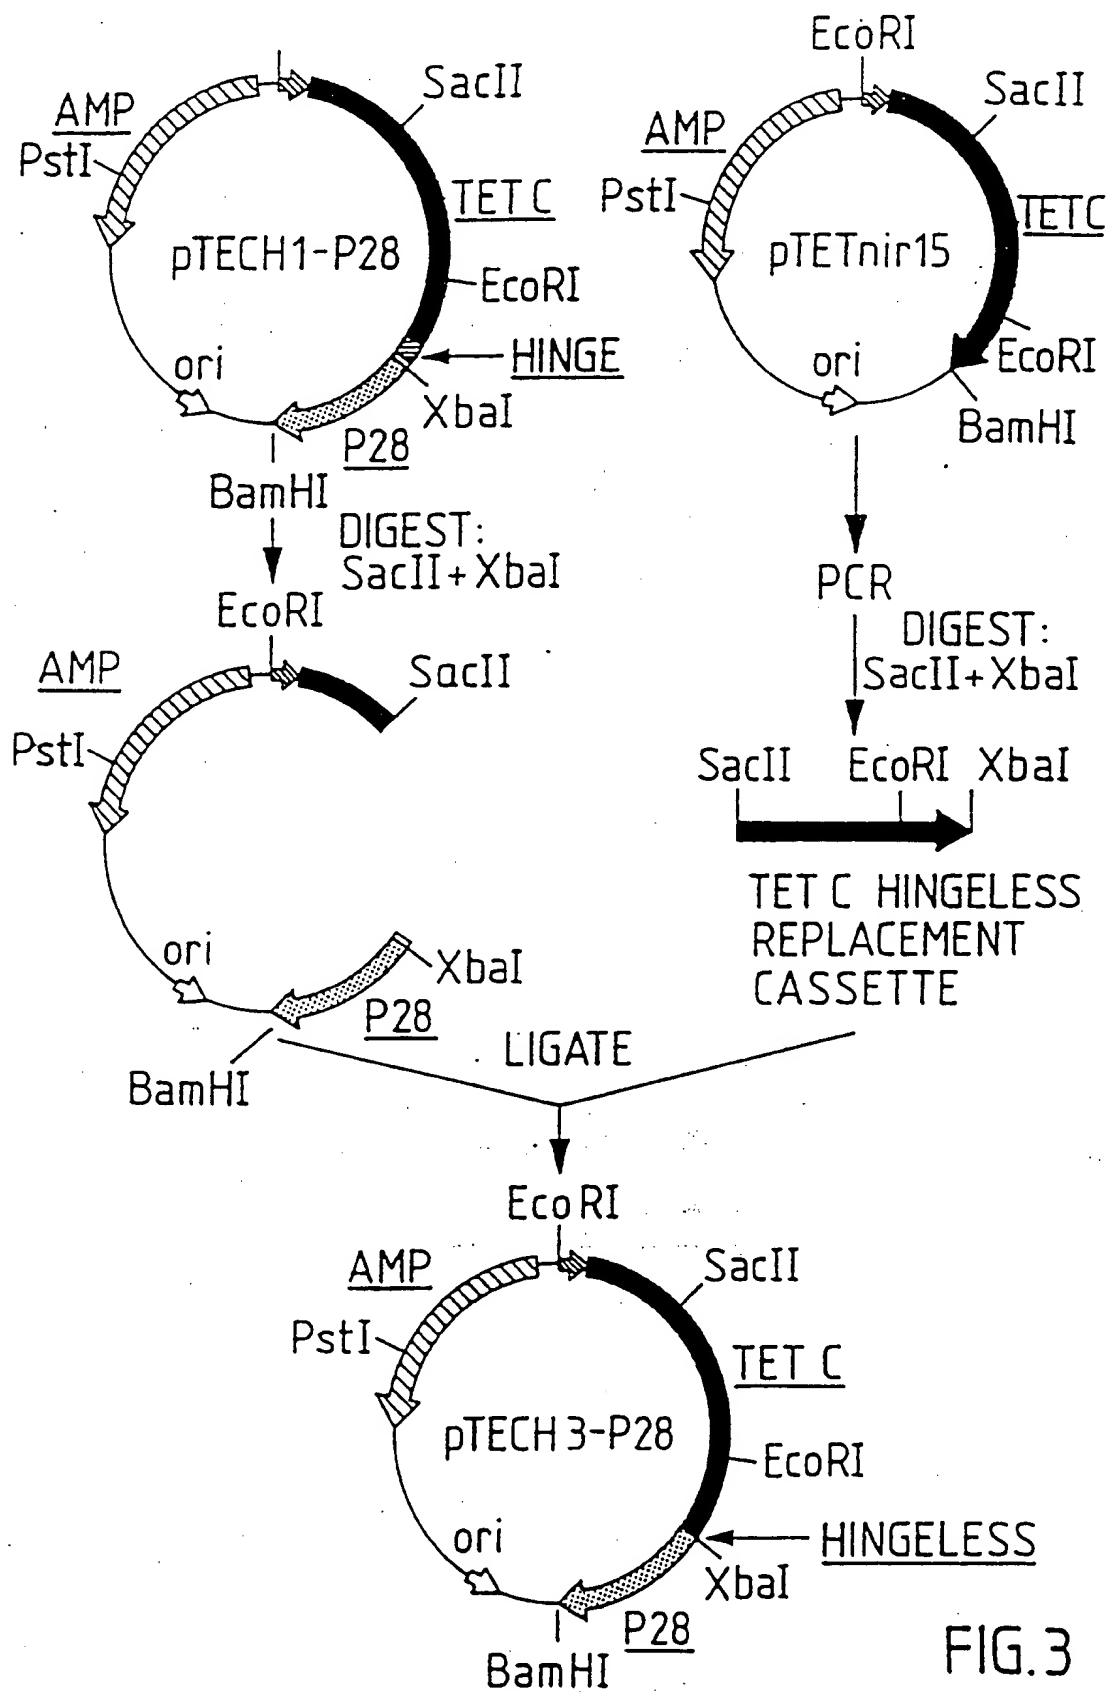 EcoRI
SacII
SacII
AMP
AMP
PstI
PstI
TET C
TETC
pTECH1-P28
pTETnir15
EcoRI
ori
HINGE
ori
EcoRI
XbaI
BamHI
P28
BamHI
DIGEST:
SacII+XbaI
PCR
EcoRI
DIGEST:
SacII+XbaI
AMP
SacII
PstI
SacII
EcoRI
XbaI
TET C HINGELESS
REPLACEMENT
CASSETTE
ori
XbaI
P28
LIGATE
BamHI
EcoRI
AMP
SacII
PstI
TET C
pTECH3-P28
EcoRI
ori
HINGELESS
XbaI
P28
BamHI
FIG.3